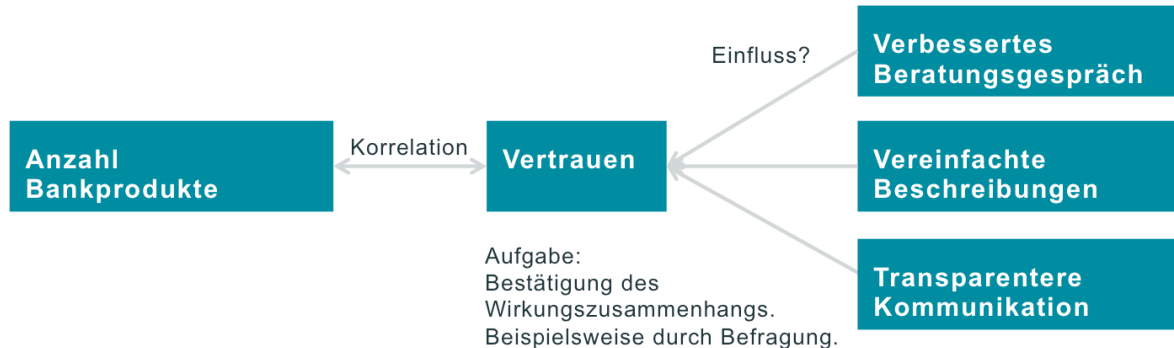 Anzahl
Bankprodukte
Korrelation
Vertrauen
Aufgabe:
Bestätigung des
Wirkungszusammenhangs.
Beispielsweise durch Befragung.
Einfluss?
Verbessertes
Beratungsgespräch
Vereinfachte
Beschreibungen
Transparentere
Kommunikation